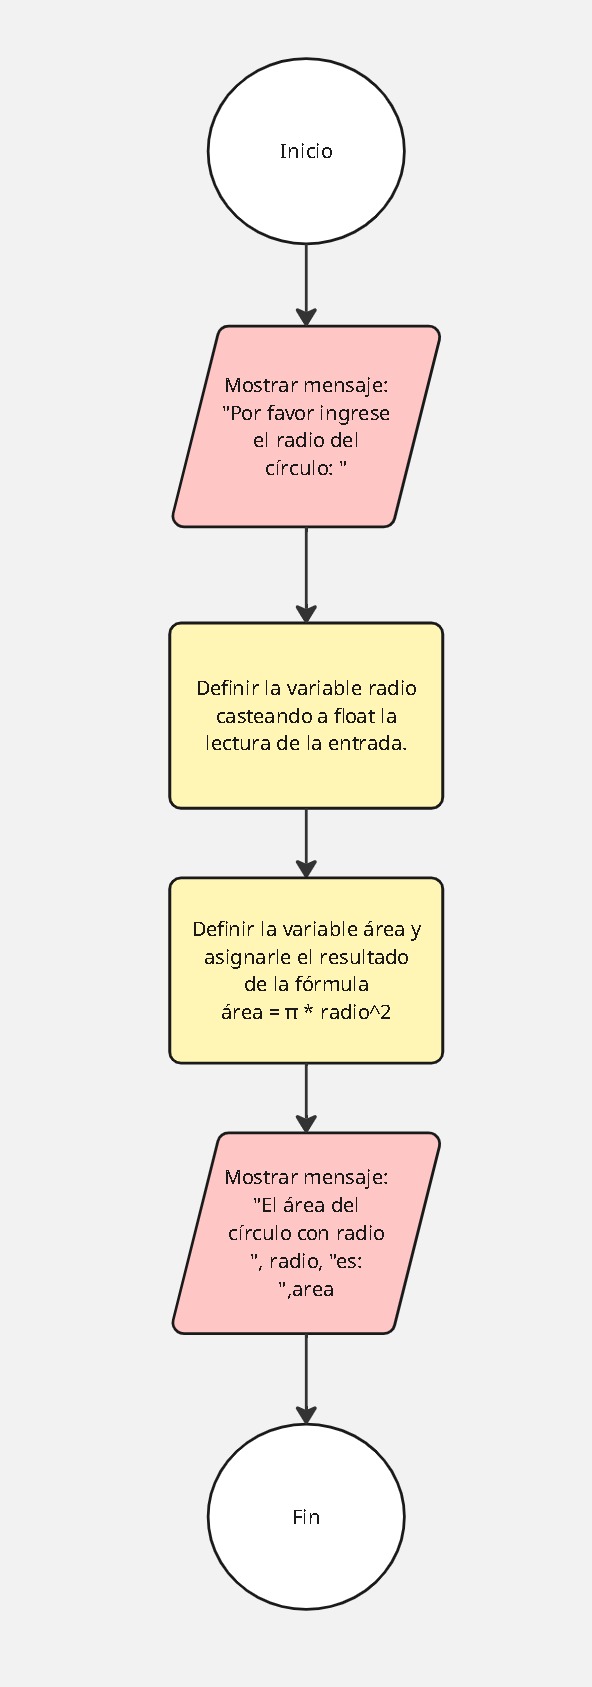 Inicio
Mostrar mensaje:
"Por favor ingrese
el radio del
círculo: "
Definir la variable radio
casteando a float la
lectura de la entrada.
Definir la variable área y
asignarle el resultado
de la fórmula
área = π * radio^2
Mostrar mensaje:
"El área del
círculo con radio
", radio, "es:
",area
Fin